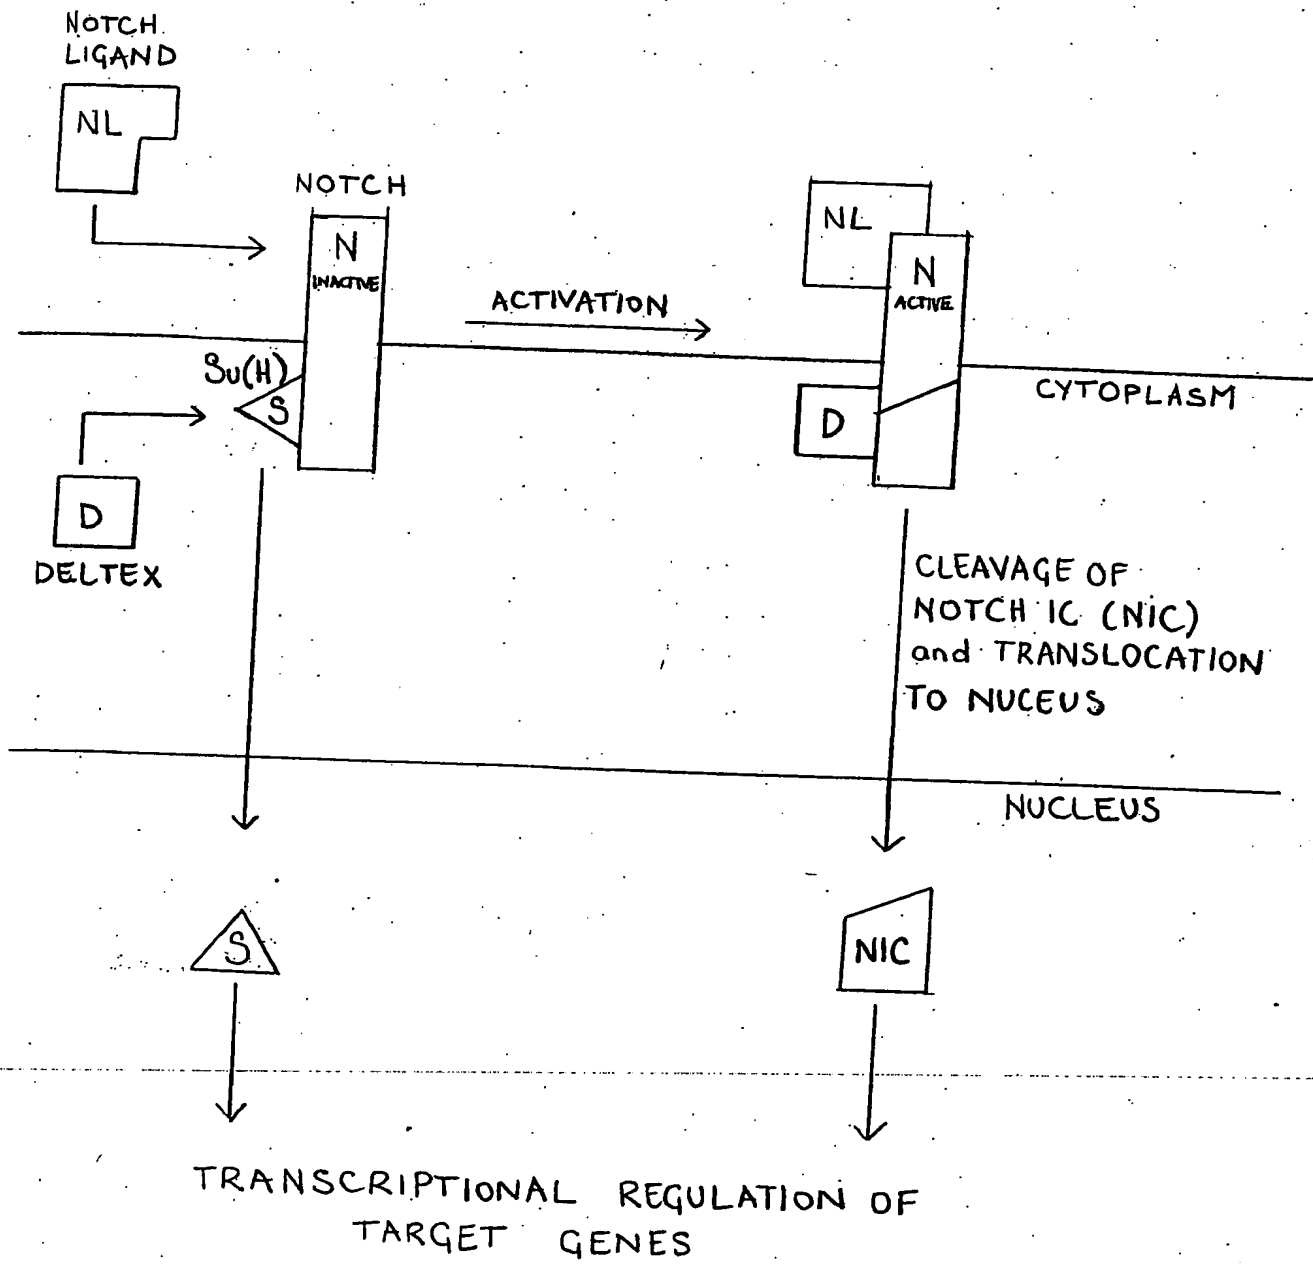 NOTCH
LIGAND
NL
NOTCH
N
INACTIVE
ACTIVATION
NL
N
ACTIVE
Su(H)
S
CYTOPLASM
D
D
DELTEX
CLEAVAGE OF
NOTCH IC (NIC)
and TRANSLOCATION
TO NUCEUS
NUCLEUS
S
NIC
TRANSCRIPTIONAL REGULATION OF
TARGET GENES